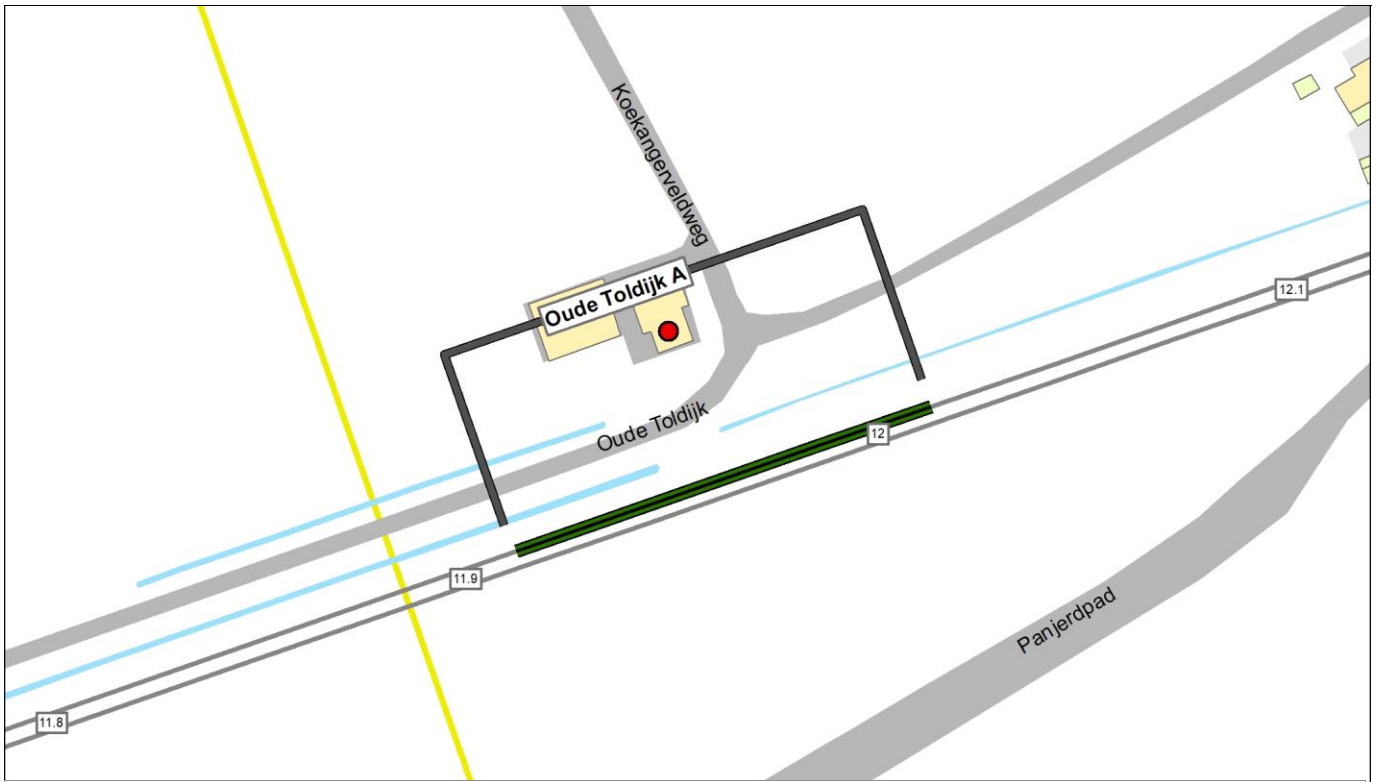 Koekangerveldweg
Oude Toldijk A
12.1
Oude Toldijk
12
11.9
Panjerdpad
11.8